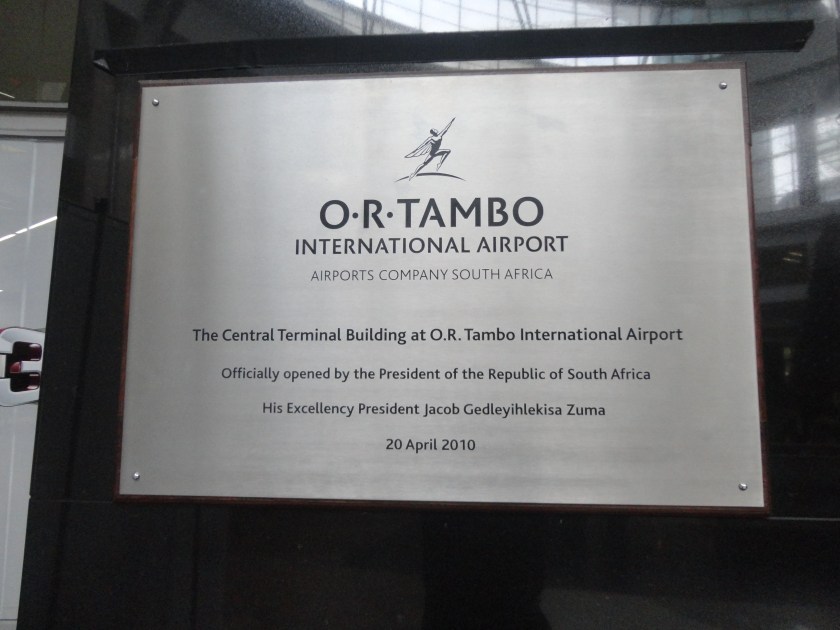 O·R·TAMBO
INTERNATIONAL AIRPORT
AIRPORTS COMPANY SOUTH AFRICA
The Central Terminal Building at O.R. Tambo International Airport
Officially opened by the President of the Republic of South Africa
His Excellency President Jacob Gedleyihlekisa Zuma
20 April 2010